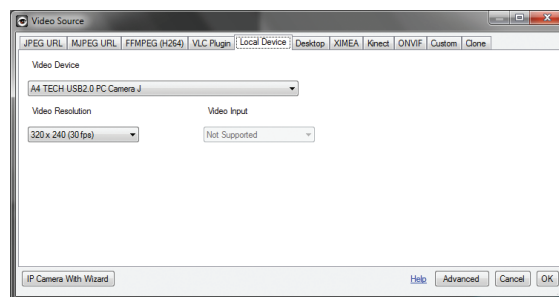 Video Source
JPEG URL MJPEG URL FFMPEG (H264) VLC Plugin Local Device Desktop XIMEA Kinect ONVIF Custom Clone
Video Device
A4 TECH USB2.0 PC Camera J
Video Resolution Video Input
320 x 240 (30 fps) Not Supported
IP Camera With Wizard Help Advanced Cancel OK